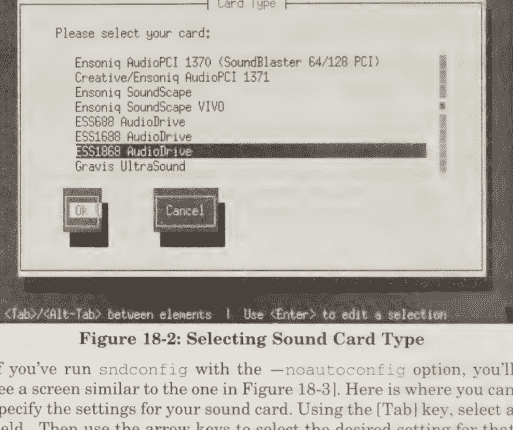 Card Type
Please select your card:
Ensoniq AudioPCI 1370 (SoundBlaster 64/128 PCI)
Creative/Ensoniq AudioPCI 1371
Ensoniq SoundScape
Ensoniq SoundScape VIVO
ESS688 AudioDrive
ESS1688 AudioDrive
ESS1868 AudioDrive
Gravis UltraSound
Ok Cancel
<Tab>/<Alt-Tab> between elements | Use <Enter> to edit a selection
Figure 18-2: Selecting Sound Card Type
f you've run sndconfig with the —noautoconfig option, you'll
ee a screen similar to the one in Figure 18-3]. Here is where you can
pecify the settings for your sound card. Using the [Tab] key, select a
eld. Then use the arrow keys to select the desired setting for that